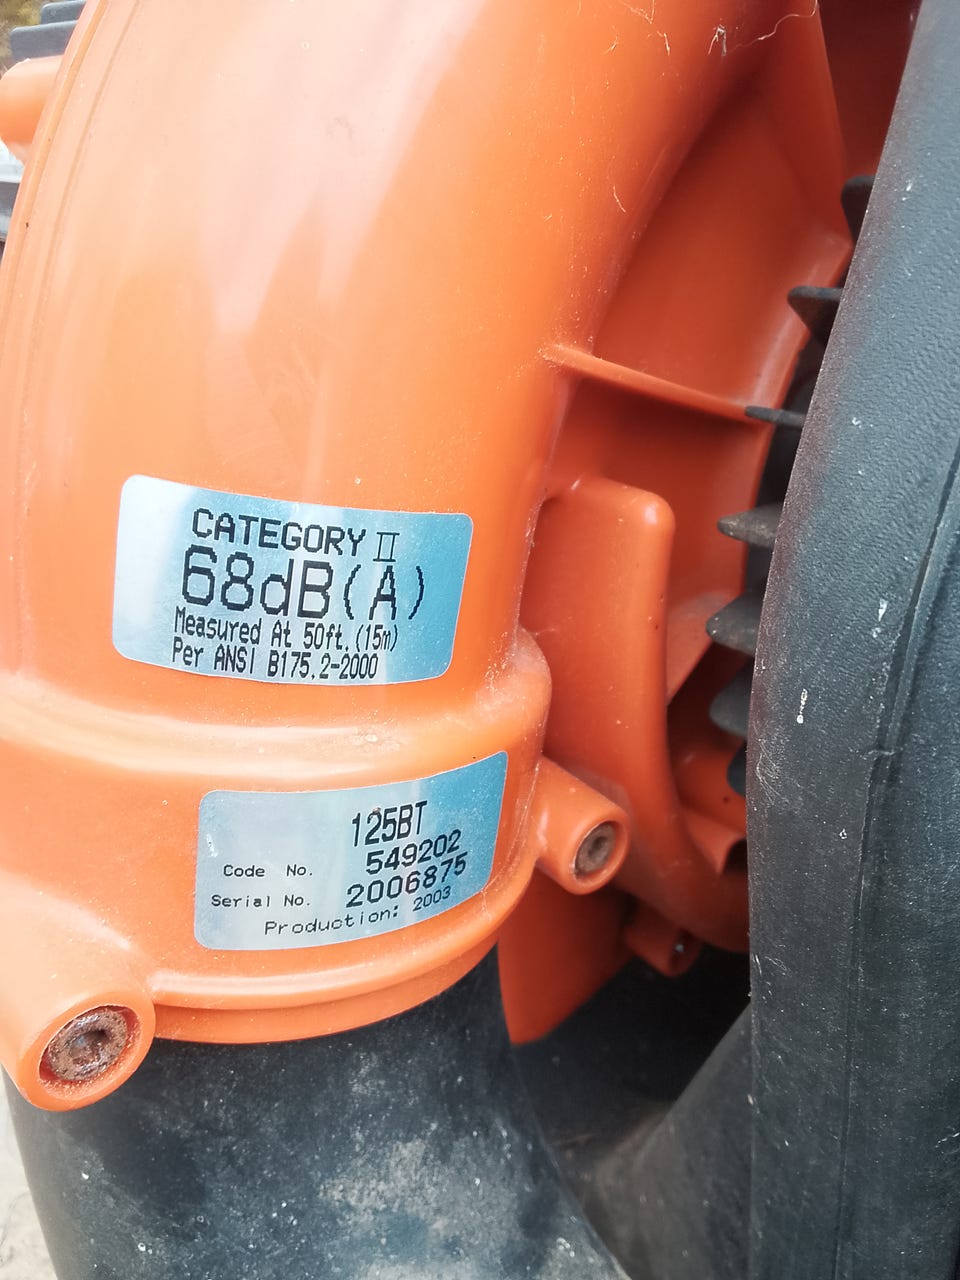 CATEGORY II
68dB(A)
Measured At 50ft.(15m)
Per ANSI B175.2-2000
125BT
Code No. 549202
Serial No. 2006875
Production: 2003